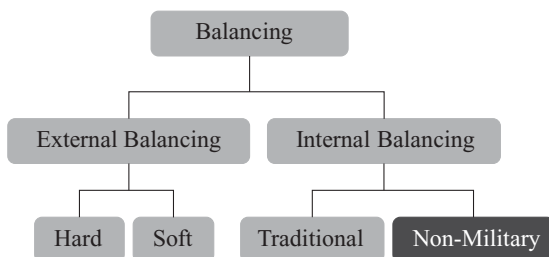 Balancing
External Balancing
Internal Balancing
Hard
Soft
Traditional
Non-Military